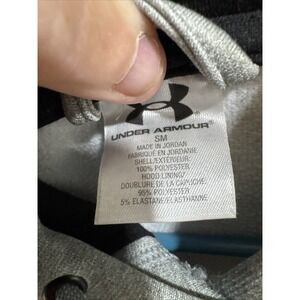 UNDER ARMOUR
SM
MADE IN JORDAN
FABRIQUÉ EN JORDANIE
SHELL/EXTÉRIEUR:
100% POLYESTER
HOOD LINING/
DOUBLURE DE LA CAPUCHE:
95% POLYESTER
5% ELASTANE/ÉLASTHANNE